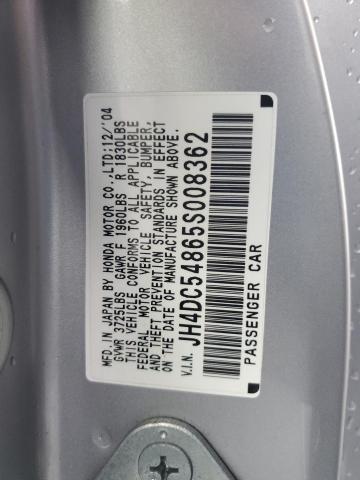 MFD.IN JAPAN BY HONDA MOTOR CO.,LTD;12/'04
GVWR 3725LBS GAWR F 1960LBS R 1830LBS
THIS VEHICLE CONFORMS TO ALL APPLICABLE
FEDERAL MOTOR VEHICLE SAFETY, BUMPER,
AND THEFT PREVENTION STANDARDS IN EFFECT
ON THE DATE OF MANUFACTURE SHOWN ABOVE.
V.I.N. JH4DC54865S008362
PASSENGER CAR